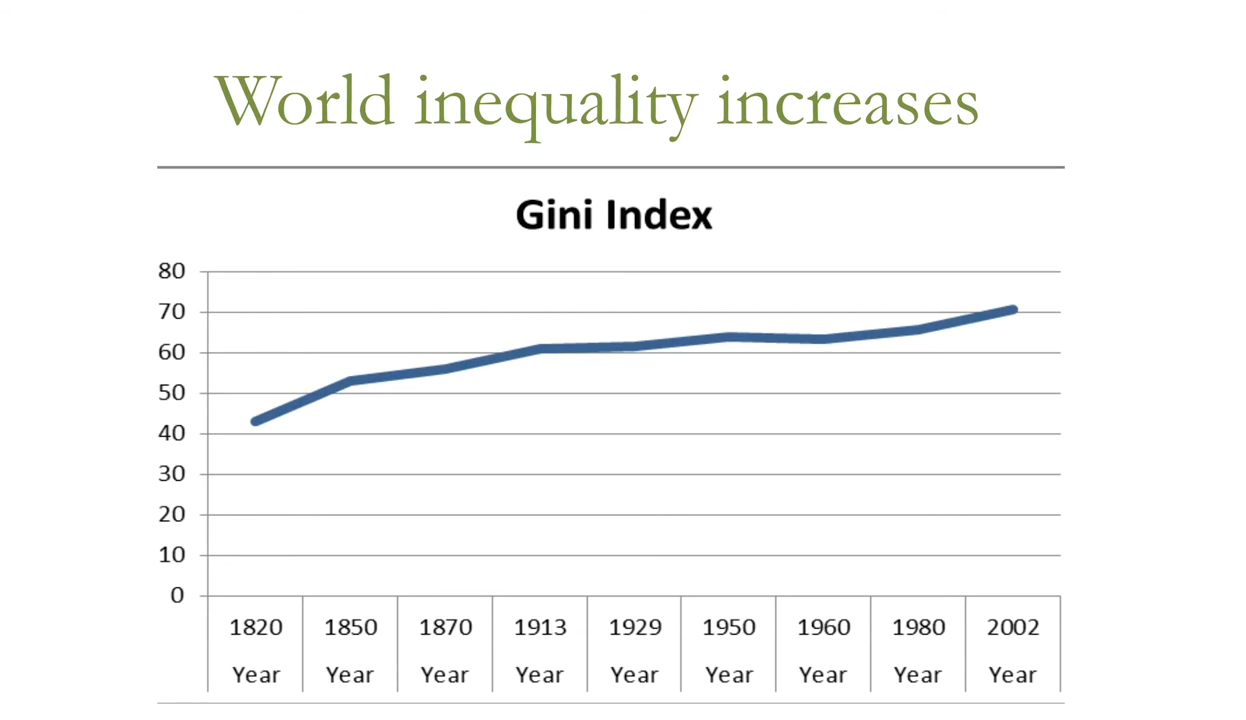 World inequality increases
Gini Index
80
70
60
50
40
30
20
10
0
1820 1850 1870 1913 1929 1950 1960 1980 2002
Year Year Year Year Year Year Year Year Year